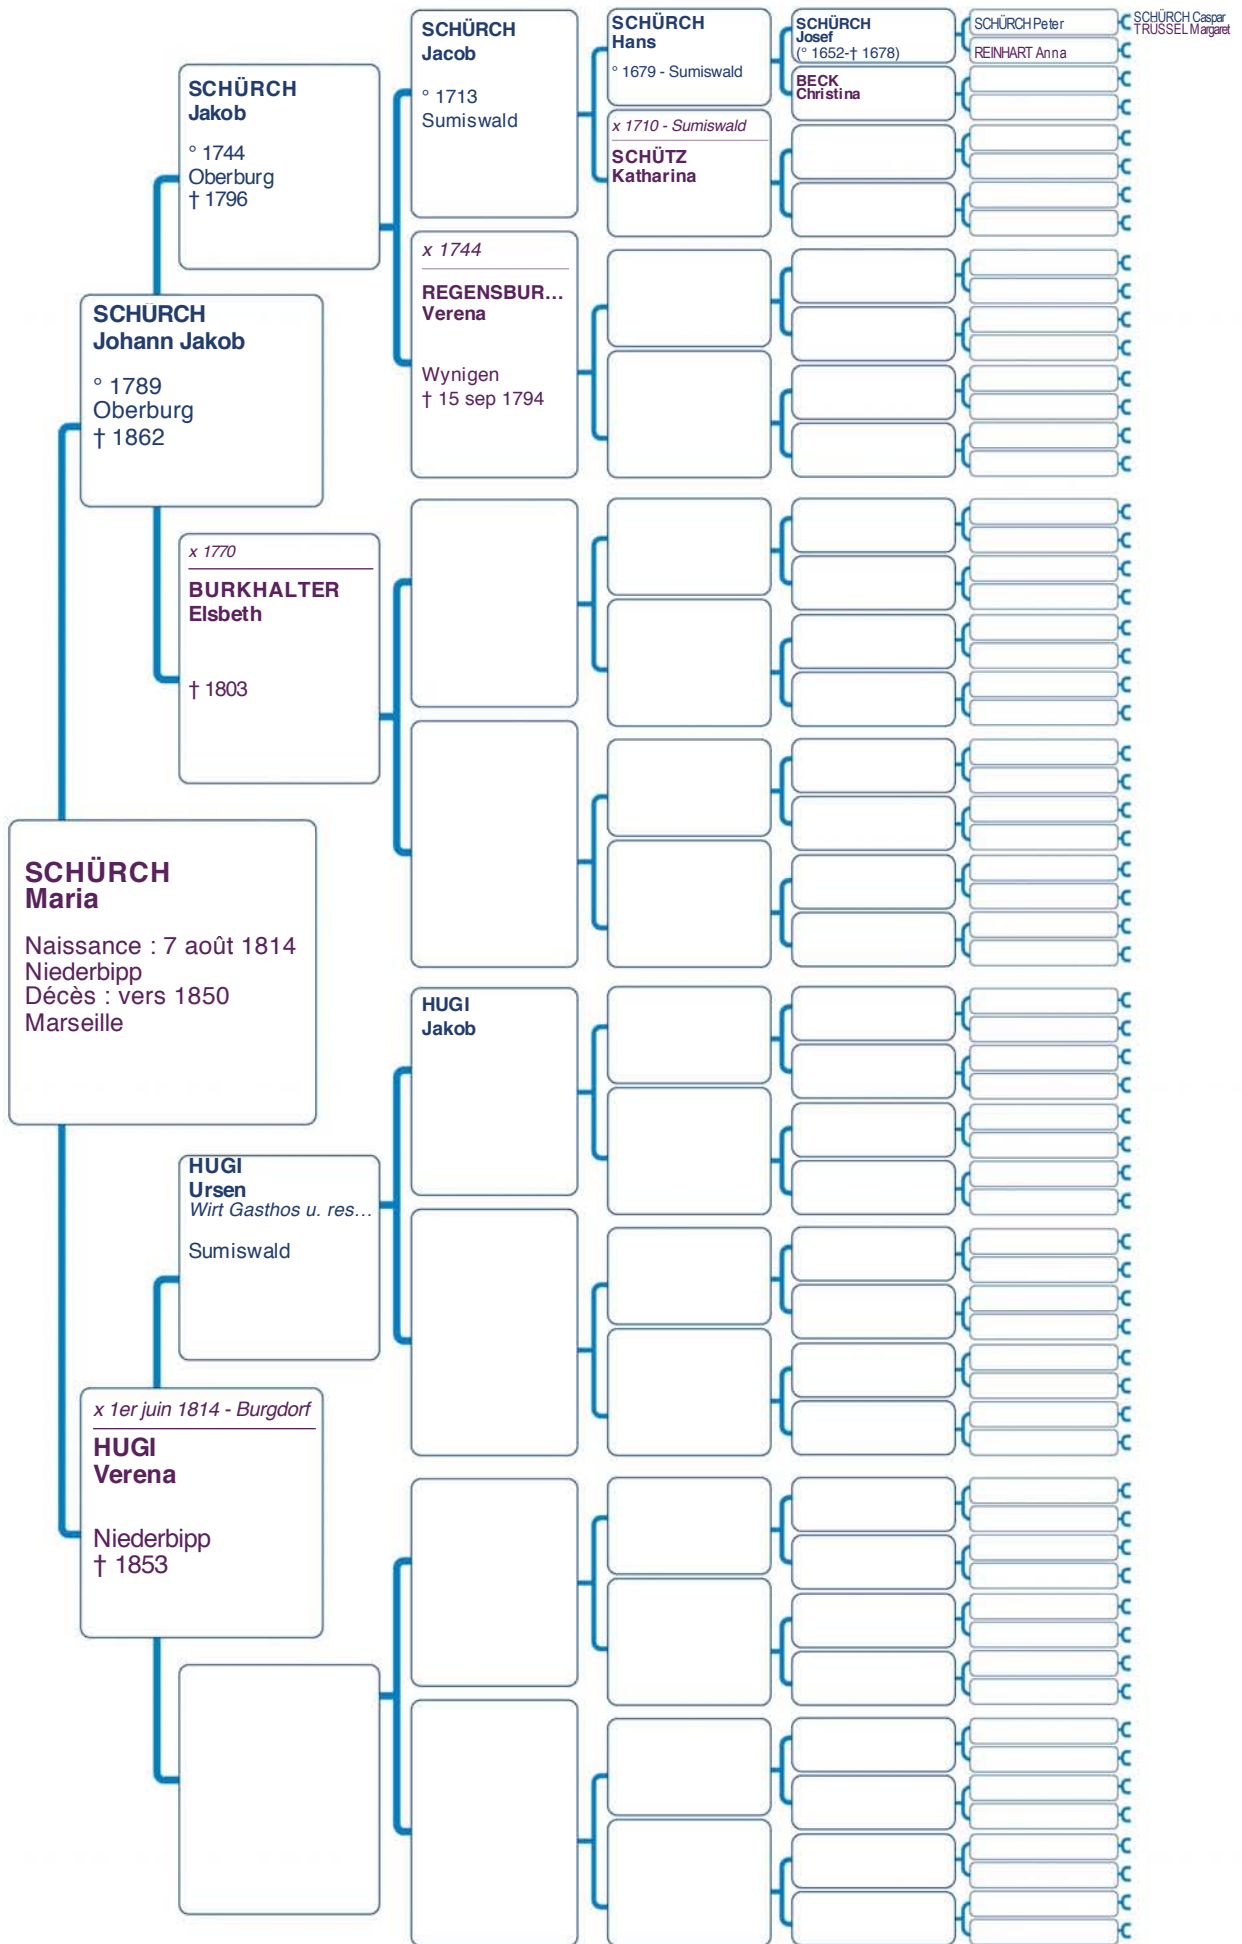 SCHÜRCH
Maria
Naissance : 7 août 1814
Niederbipp
Décès : vers 1850
Marseille
SCHÜRCH
Johann Jakob
° 1789
Oberburg
† 1862
x 1er juin 1814 - Burgdorf
HUGI
Verena
Niederbipp
† 1853
SCHÜRCH
Jakob
° 1744
Oberburg
† 1796
x 1770
BURKHALTER
Elsbeth
† 1803
HUGI
Ursen
Wirt Gasthos u. res...
Sumiswald
SCHÜRCH
Jacob
° 1713
Sumiswald
x 1744
REGENSBUR...
Verena
Wynigen
† 15 sep 1794
HUGI
Jakob
SCHÜRCH
Hans
° 1679 - Sumiswald
x 1710 - Sumiswald
SCHÜTZ
Katharina
SCHÜRCH
Josef
(° 1652-† 1678)
BECK
Christina
SCHÜRCH Peter
REINHART Anna
SCHÜRCH Caspar
TRÜSSEL Margaret